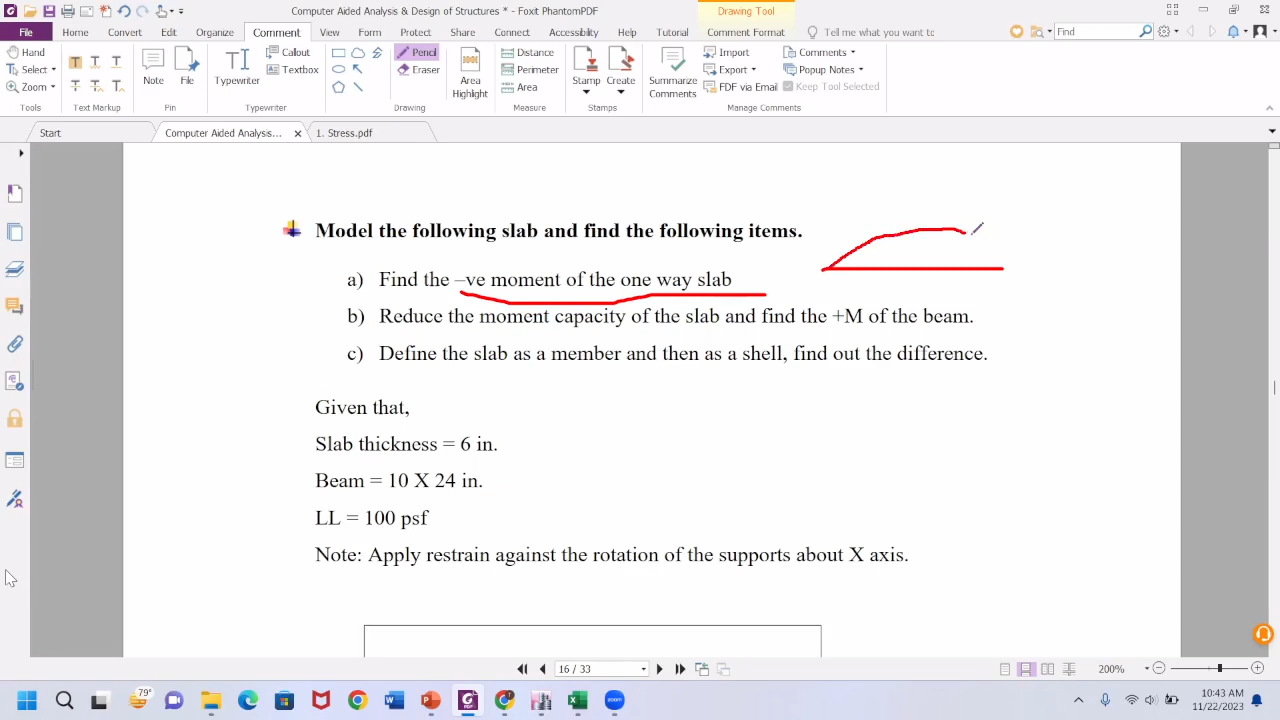 Computer Aided Analysis & Design of Structures * - Foxit PhantomPDF
Drawing Tool
File Home Convert Edit Organize Comment View Form Protect Share Connect Accessibility Help Tutorial Comment Format Tell me what you want to Find
Hand
Select
Zoom
Tools
Text Markup
Note
File
Pin
Typewriter
Callout
Textbox
Typewriter
Pencil
Eraser
Drawing
Area Highlight
Distance
Perimeter
Area
Measure
Stamp
Create
Stamps
Summarize Comments
Import
Export
FDF via Email
Comments
Popup Notes
Keep Tool Selected
Manage Comments
Start
Computer Aided Analysis...
1. Stress.pdf
Model the following slab and find the following items.
a) Find the –ve moment of the one way slab
b) Reduce the moment capacity of the slab and find the +M of the beam.
c) Define the slab as a member and then as a shell, find out the difference.
Given that,
Slab thickness = 6 in.
Beam = 10 X 24 in.
LL = 100 psf
Note: Apply restrain against the rotation of the supports about X axis.
16 / 33
200%
79°
zoom
10:43 AM
11/22/2023